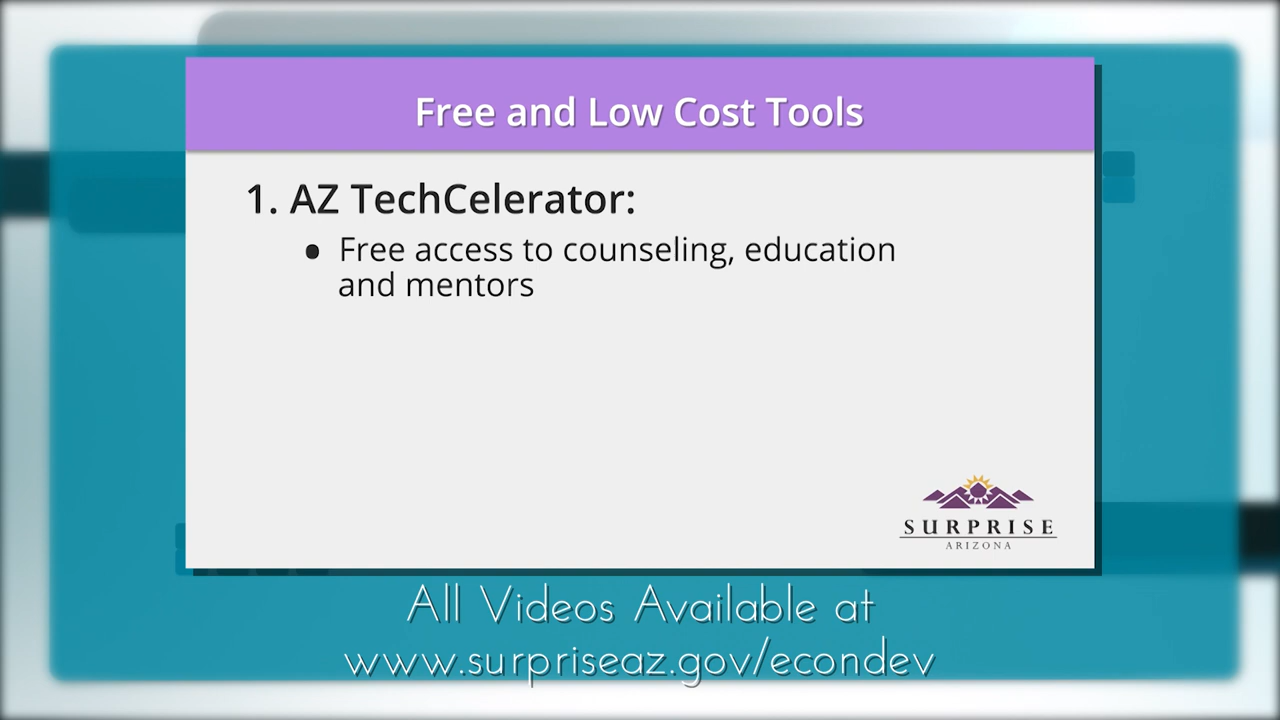 Free and Low Cost Tools
1. AZ TechCelerator:
● Free access to counseling, education
and mentors
SURPRISE
ARIZONA
All Videos Available at
www.surpriseaz.gov/econdev